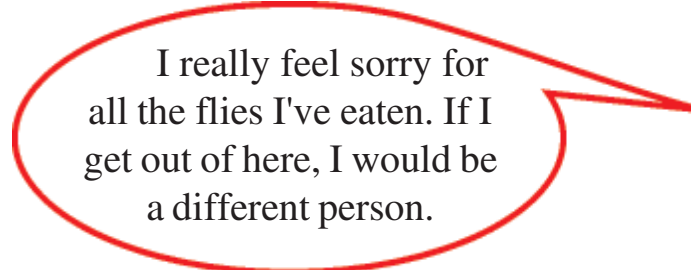 I really feel sorry for
all the flies I've eaten. If I
get out of here, I would be
a different person.